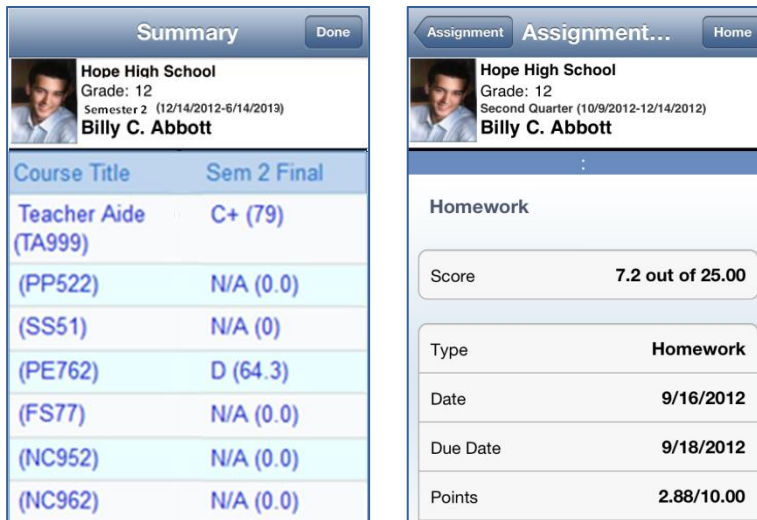 Summary
Done
Hope High School
Grade: 12
Semester 2 (12/14/2012-6/14/2013)
Billy C. Abbott
Course Title Sem 2 Final
Teacher Aide C+ (79)
(TA999)
(PP522) N/A (0.0)
(SS51) N/A (0)
(PE762) D (64.3)
(FS77) N/A (0.0)
(NC952) N/A (0.0)
(NC962) N/A (0.0)
Assignment Assignment... Home
Hope High School
Grade: 12
Second Quarter (10/9/2012-12/14/2012)
Billy C. Abbott
:
Homework
Score 7.2 out of 25.00
Type Homework
Date 9/16/2012
Due Date 9/18/2012
Points 2.88/10.00